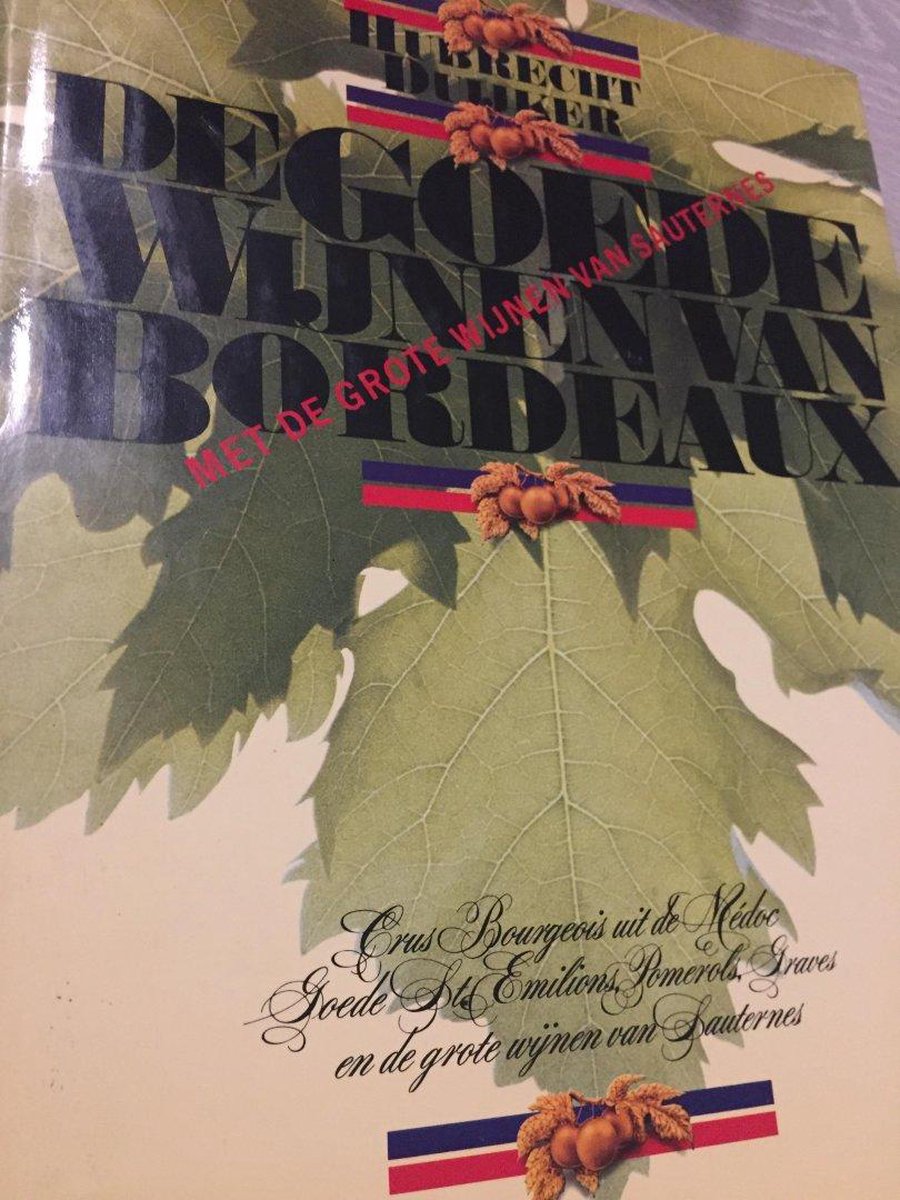 HUBRECHT
DUIJKER
DE GOEDE
WIJNEN VAN
BORDEAUX
MET DE GROTE WIJNEN VAN SAUTERNES
Crus Bourgeois uit de Médoc
Goede St. Emilions, Pomerols, Graves
en de grote wijnen van Sauternes